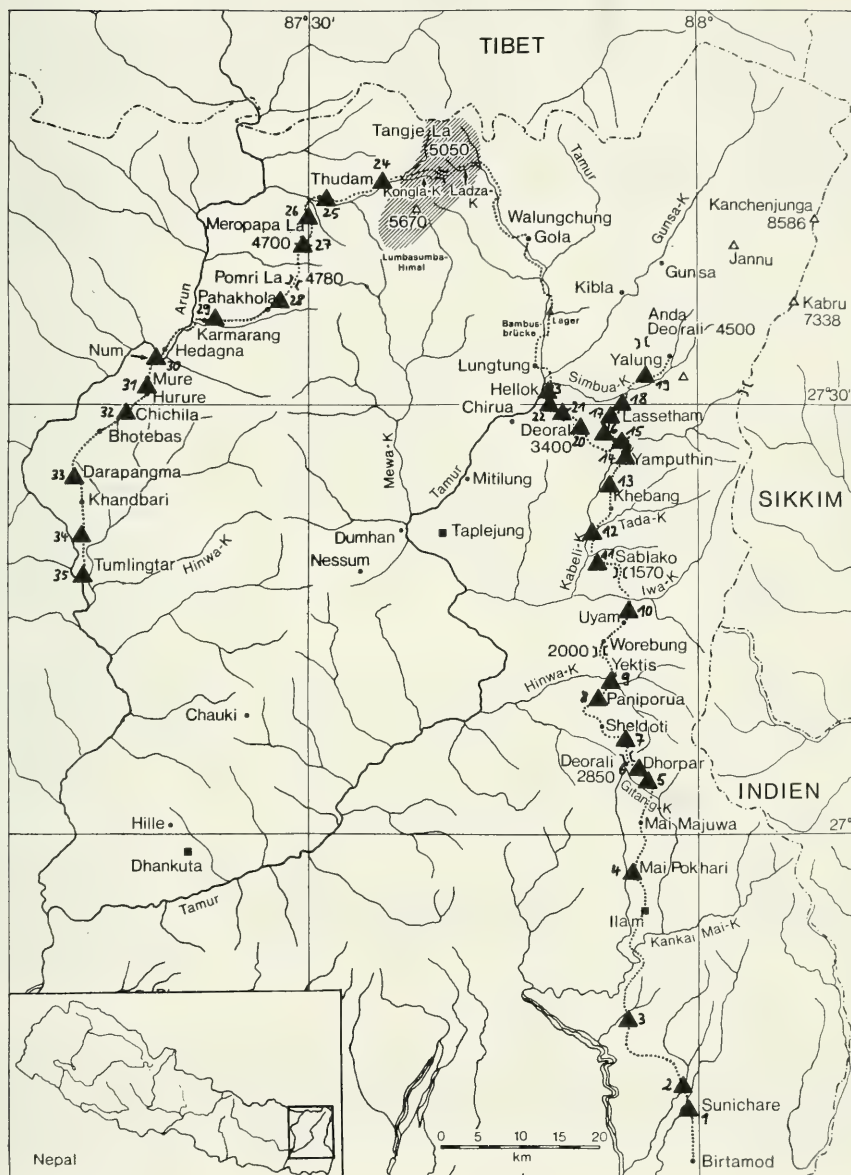 87°30'
88°
TIBET
Tangje La
5050
24
Thudam
Kongla-K
Ladza-K
26
25
5670
Meropapa La
4700
27
Lumbasumba-
Himal
Tamur
Walungchung
Gola
Gunsa-K
Kanchenjunga
8586
Jannu
Gunsa
Kabru
7338
Kibla
Pomri La
4780
Pahakhola
28
29
Karmarang
Arun
Bambus-
brücke
Lager
Anda
Deorali 4500
Yalung
19
Num
Hedagna
30
31
Mure
Hurure
32
Chichila
Bhotebas
Lungtung
Hellok
23
Simbua-K
27°30
18
Chirua
22
21
17
Lassetham
Deorali
3400
20
16
15
14
Yamputhin
33
Darapangma
Khandbari
Mewa-K
Tamur
Mitilung
13
Khebang
SIKKIM
34
Dumhan
Taplejung
12
Tada-K
Tumlingtar
35
Hinwa-K
Nessum
Kabeli-K
11
Sablako
1570
Iwa-K
10
Uyam
2000
Worebung
Yektis
Hinwa-K
9
8
Paniporua
Chauki
Sheldoti
7
Deorali
2850
6
Dhorpar
5
Gitang-K
INDIEN
Hille
Mai Majuwa
27°
Dhankuta
4
Mai Pokhari
Tamur
Ilam
Kankai Mai-K
3
2
Sunichare
1
0 10 20
km
Nepal
Birtamod